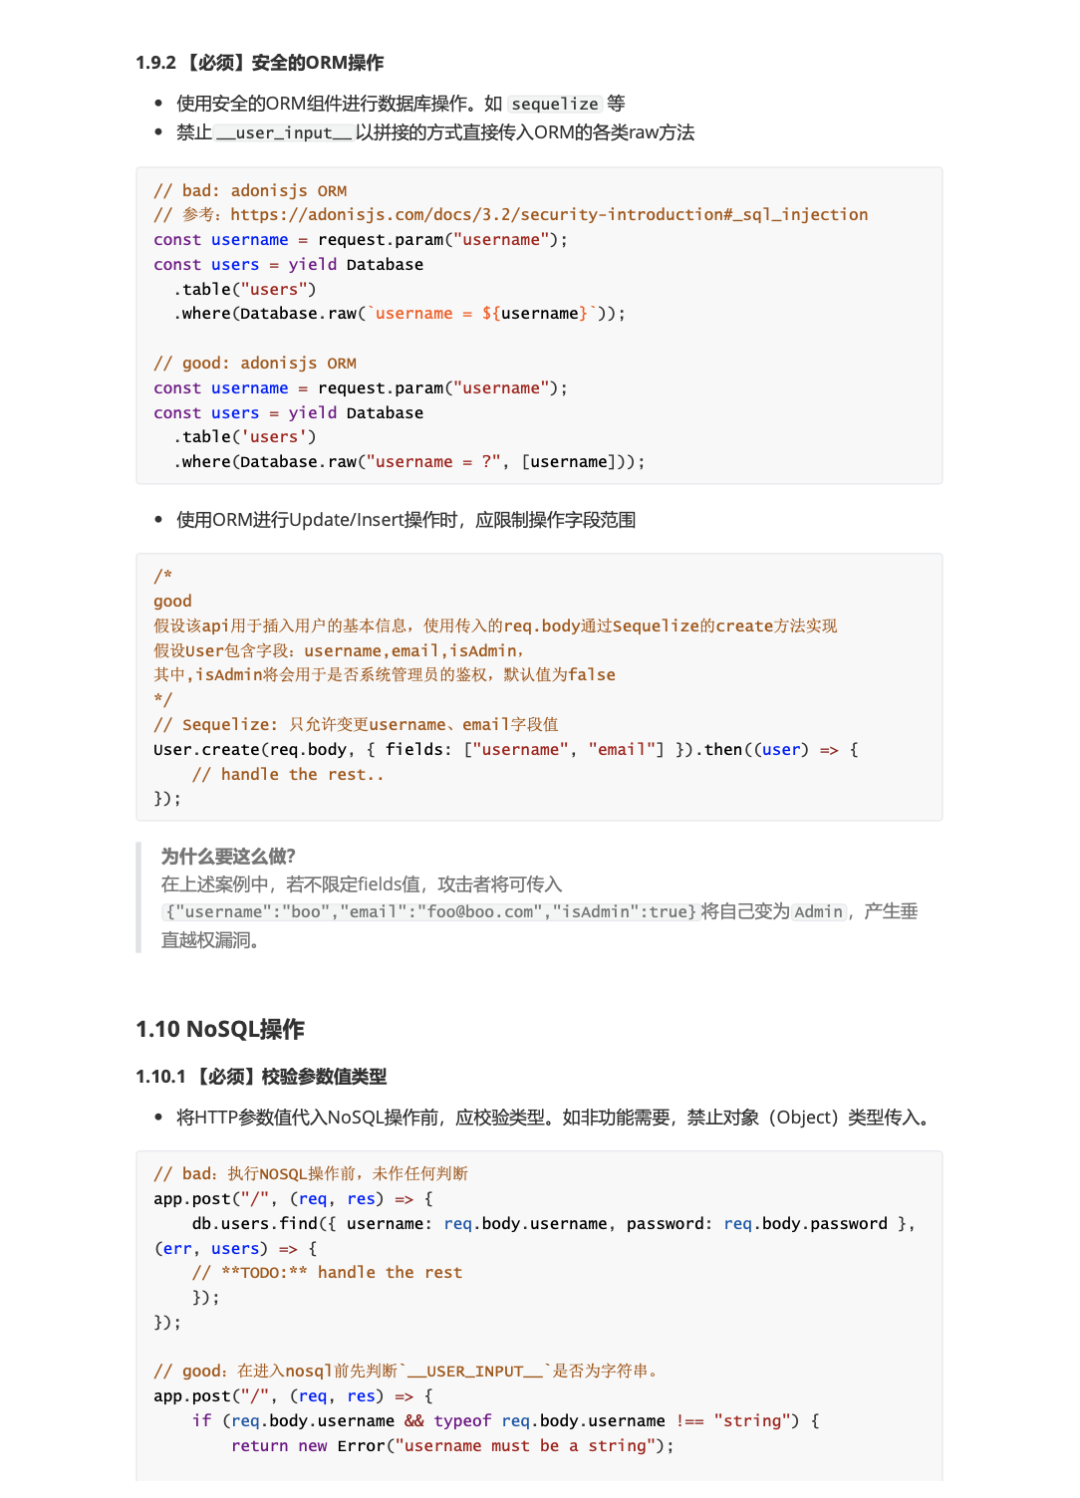 1.9.2 【必须】安全的ORM操作
• 使用安全的ORM组件进行数据库操作。如 sequelize 等
• 禁止__user_input__以拼接的方式直接传入ORM的各类raw方法
// bad: adonisjs ORM
// 参考：https://adonisjs.com/docs/3.2/security-introduction#_sql_injection
const username = request.param("username");
const users = yield Database
  .table("users")
  .where(Database.raw(`username = ${username}`));

// good: adonisjs ORM
const username = request.param("username");
const users = yield Database
  .table('users')
  .where(Database.raw("username = ?", [username]));
• 使用ORM进行Update/Insert操作时，应限制操作字段范围
/*
good
假设该api用于插入用户的基本信息，使用传入的req.body通过Sequelize的create方法实现
假设User包含字段：username,email,isAdmin，
其中,isAdmin将会用于是否系统管理员的鉴权，默认值为false
*/
// Sequelize: 只允许变更username、email字段值
User.create(req.body, { fields: ["username", "email"] }).then((user) => {
    // handle the rest..
});
为什么要这么做?
在上述案例中，若不限定fields值，攻击者将可传入
{"username":"boo","email":"foo@boo.com","isAdmin":true}将自己变为Admin，产生垂
直越权漏洞。
1.10 NoSQL操作
1.10.1 【必须】校验参数值类型
• 将HTTP参数值代入NoSQL操作前，应校验类型。如非功能需要，禁止对象（Object）类型传入。
// bad：执行NOSQL操作前，未作任何判断
app.post("/", (req, res) => {
    db.users.find({ username: req.body.username, password: req.body.password },
(err, users) => {
    // **TODO:** handle the rest
    });
});

// good：在进入nosql前先判断`__USER_INPUT__`是否为字符串。
app.post("/", (req, res) => {
    if (req.body.username && typeof req.body.username !== "string") {
        return new Error("username must be a string");